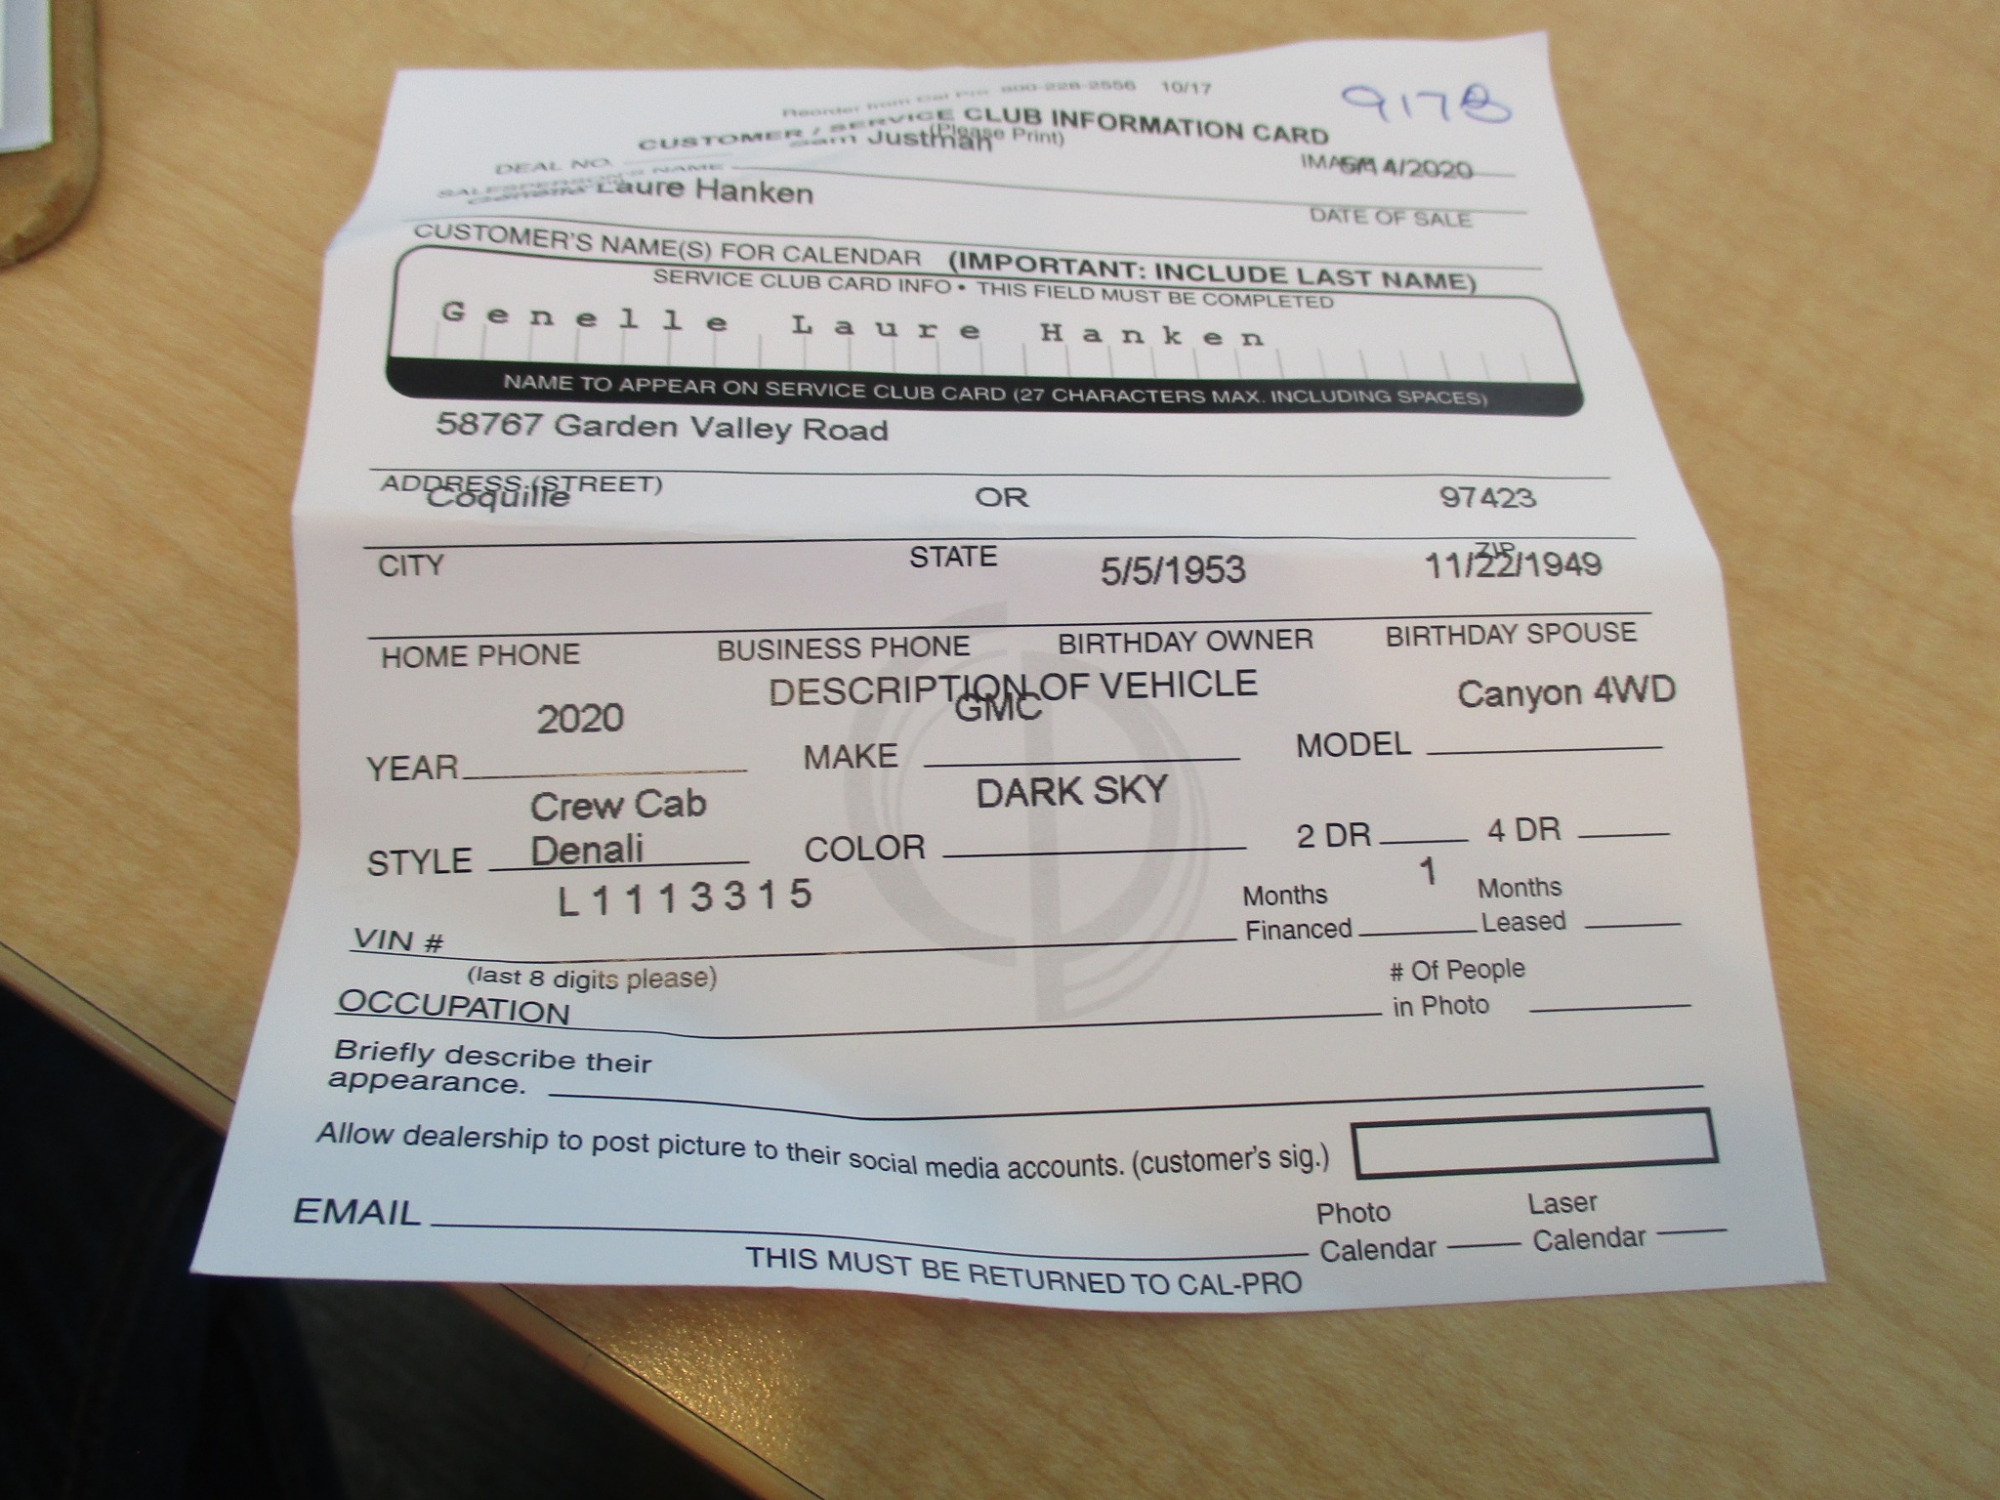 Reorder from Cal Pro 800-228-2556 10/17
9178
CUSTOMER / SERVICE CLUB INFORMATION CARD
(Please Print)
Sam Justman
DEAL NO.
IMAGE#
4/2020
SALESPERSON'S NAME
Laure Hanken
DATE OF SALE
CUSTOMER'S NAME(S) FOR CALENDAR (IMPORTANT: INCLUDE LAST NAME)
SERVICE CLUB CARD INFO • THIS FIELD MUST BE COMPLETED
Genelle Laure Hanken
NAME TO APPEAR ON SERVICE CLUB CARD (27 CHARACTERS MAX. INCLUDING SPACES)
58767 Garden Valley Road
ADDRESS (STREET)
Coquille OR 97423
CITY STATE ZIP
5/5/1953 11/22/1949
HOME PHONE BUSINESS PHONE BIRTHDAY OWNER BIRTHDAY SPOUSE
DESCRIPTION OF VEHICLE
2020 GMC Canyon 4WD
YEAR MAKE MODEL
Crew Cab DARK SKY
STYLE Denali COLOR 2 DR 4 DR
L1113315 1
VIN # Months Financed Months Leased
(last 8 digits please)
OCCUPATION # Of People in Photo
Briefly describe their
appearance.
Allow dealership to post picture to their social media accounts. (customer's sig.)
EMAIL Photo Calendar Laser Calendar
THIS MUST BE RETURNED TO CAL-PRO